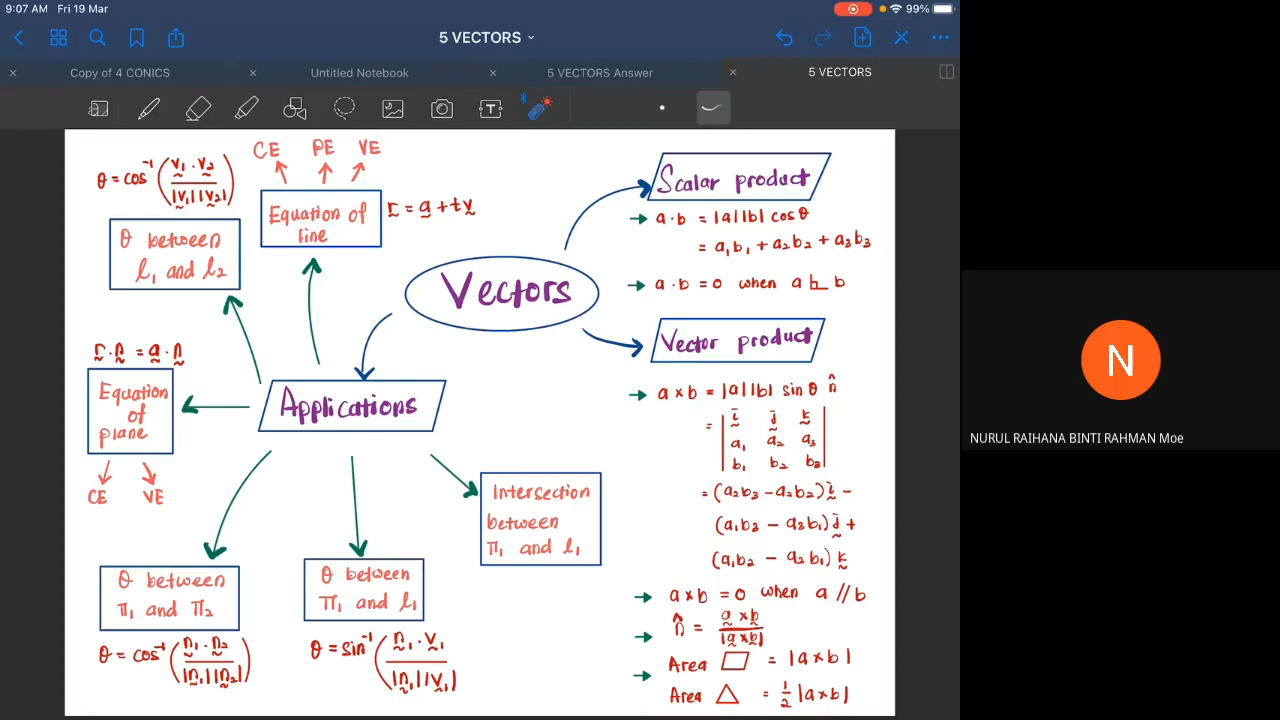 9:07 AM Fri 19 Mar
99%
5 VECTORS
Copy of 4 CONICS
Untitled Notebook
5 VECTORS Answer
5 VECTORS
CE PE VE
θ = cos⁻¹ (v₁ · v₂ / |v₁||v₂|)
Equation of
line
r = a + tv
θ between
l₁ and l₂
Vectors
Scalar product
→ a · b = |a||b| cos θ
= a₁b₁ + a₂b₂ + a₃b₃
→ a · b = 0 when a ⊥ b
Vector product
→ a × b = |a||b| sin θ n̂
= | i j k |
| a₁ a₂ a₃ |
| b₁ b₂ b₃ |
= (a₂b₃ - a₂b₂) i -
(a₁b₃ - a₃b₁) j +
(a₁b₂ - a₂b₁) k
→ a × b = 0 when a // b
→ n̂ = a × b / |a × b|
Area ▱ = |a × b|
→ Area △ = ½ |a × b|
Applications
r · n = a · n
Equation
of
plane
CE VE
θ between
π₁ and π₂
θ = cos⁻¹ (n₁ · n₂ / |n₁||n₂|)
θ between
π₁ and l₁
θ = sin⁻¹ (n₁ · v₁ / |n₁||v₁|)
Intersection
between
π₁ and l₁
N
NURUL RAIHANA BINTI RAHMAN Moe